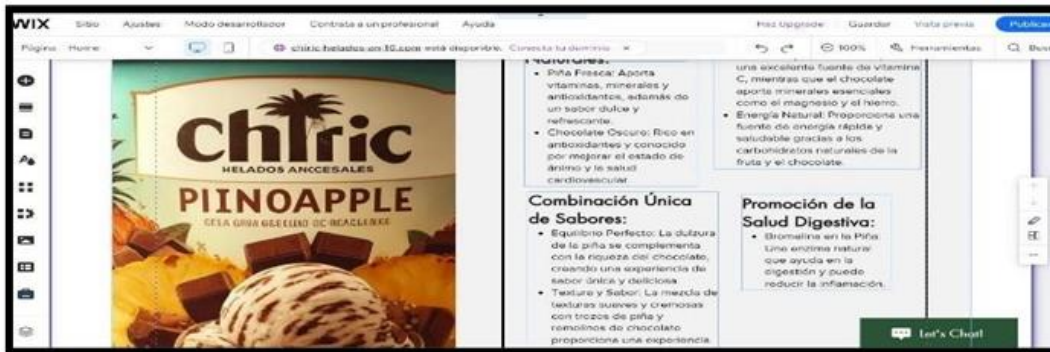 WIX Sitio Ajustes Modo desarrollador Contrata a un profesional Ayuda Haz Upgrade Guardar Vista previa Publicar
Página: Home chiric-helados-an-10.com está disponible. Conecta tu dominio × 100% Herramientas Bus
Chiric
HELADOS ANCCESALES
PIINOAPPLE
Naturales:
Piña Fresca: Aporta
vitaminas, minerales y
antioxidantes, además de
un sabor dulce y
refrescante.
Chocolate Oscuro: Rico en
antioxidantes y conocido
por mejorar el estado de
ánimo y la salud
cardiovascular.
una excelente fuente de vitamina
C, mientras que el chocolate
aporta minerales esenciales
como el magnesio y el hierro.
Energía Natural: Proporciona una
fuente de energía rápida y
saludable gracias a los
carbohidratos naturales de la
fruta y el chocolate.
Combinación Única
de Sabores:
Equilibrio Perfecto: La dulzura
de la piña se complementa
con la riqueza del chocolate,
creando una experiencia de
sabor única y deliciosa
Textura y Sabor: La mezcla de
texturas suaves y cremosas
con trozos de piña y
remolinos de chocolate
proporciona una experiencia
Promoción de la
Salud Digestiva:
Bromelina en la Piña:
Una enzima natural
que ayuda en la
digestión y puede
reducir la inflamación.
Let's Chat!